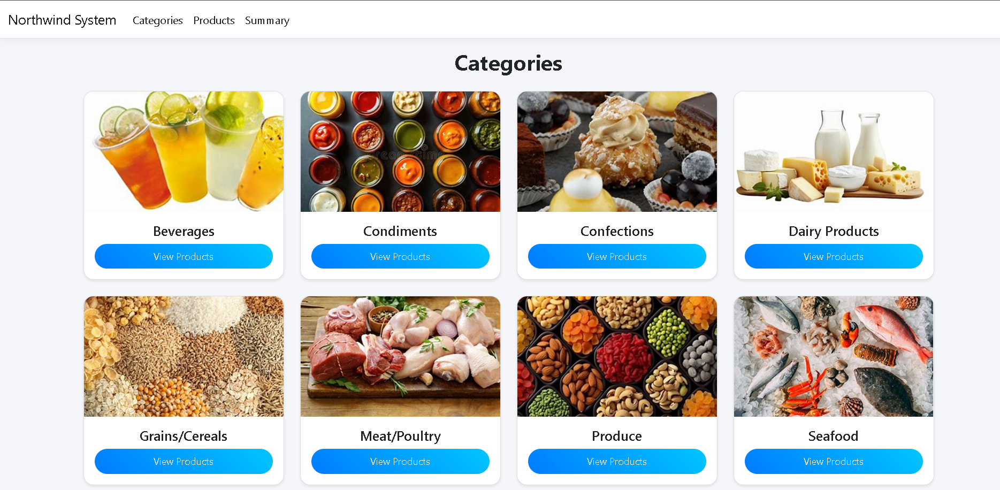 Northwind System Categories Products Summary
Categories
Beverages Condiments Confections Dairy Products
View Products View Products View Products View Products
Grains/Cereals Meat/Poultry Produce Seafood
View Products View Products View Products View Products